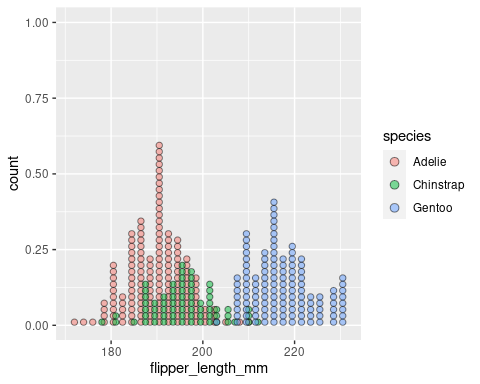 1.00
0.75
0.50
0.25
0.00
count
180
200
220
flipper_length_mm
species
Adelie
Chinstrap
Gentoo